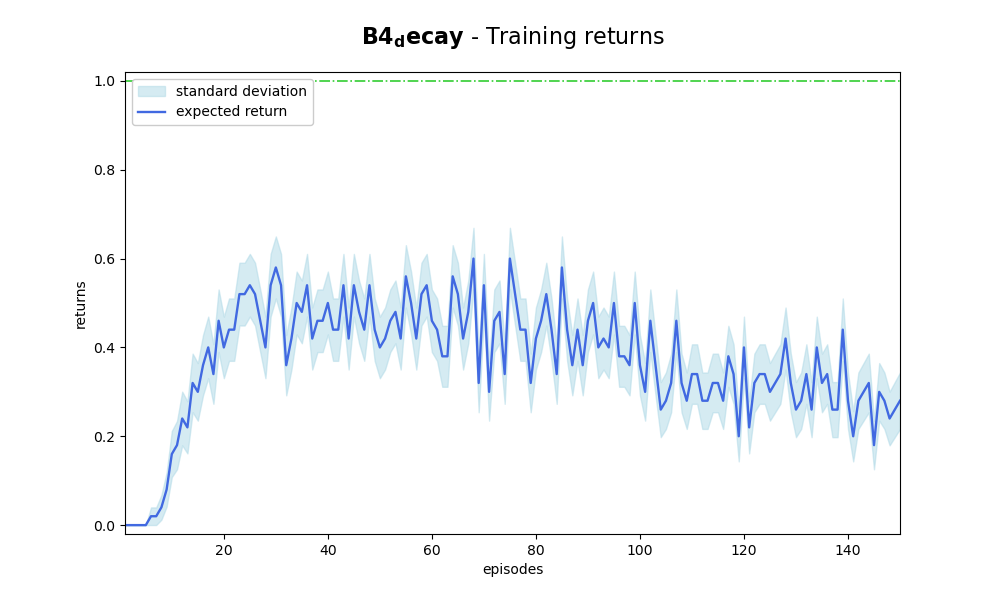 B4decay - Training returns
standard deviation
expected return
returns
1.0
0.8
0.6
0.4
0.2
0.0
20 40 60 80 100 120 140
episodes